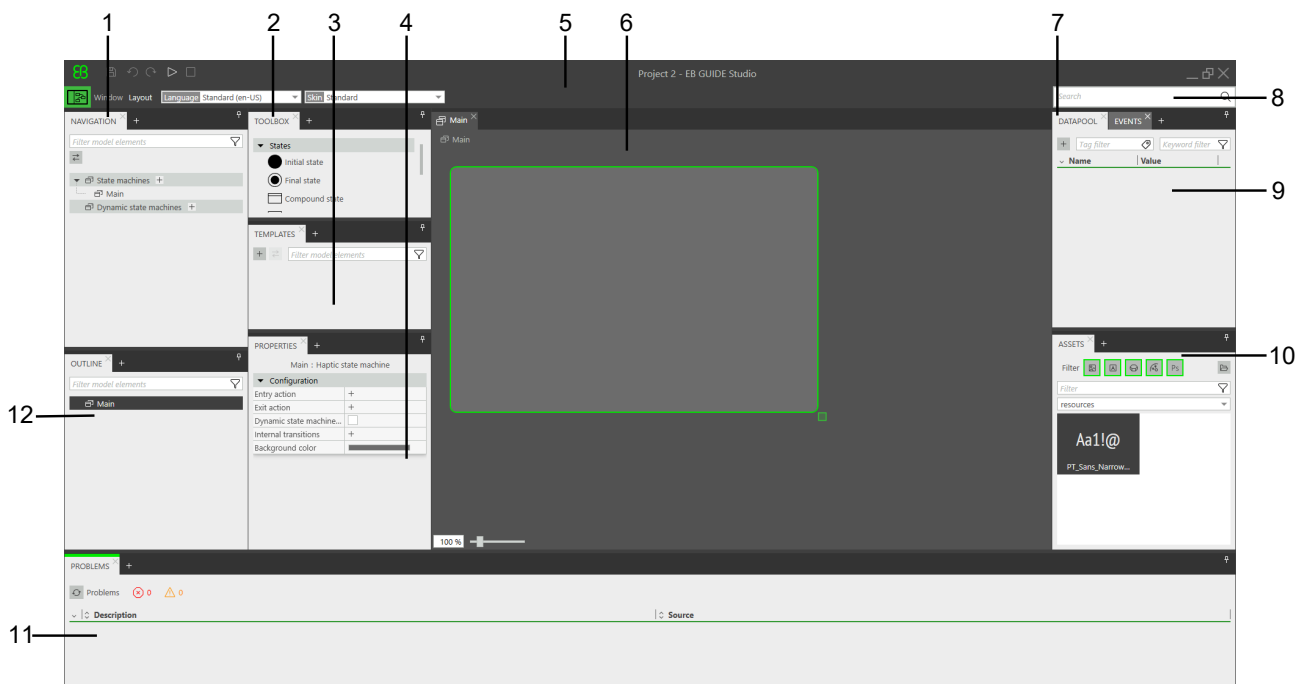 1 2 3 4 5 6 7
Project 2 - EB GUIDE Studio
Window Layout Language Standard (en-US) Skin Standard
Search
8
NAVIGATION +
Filter model elements
State machines +
Main
Dynamic state machines +
TOOLBOX +
States
Initial state
Final state
Compound state
TEMPLATES +
Filter model elements
3
PROPERTIES +
Main : Haptic state machine
Configuration
Entry action +
Exit action +
Dynamic state machine...
Internal transitions +
Background color
OUTLINE +
Filter model elements
Main
12
Main
Main
100 %
DATAPOOL EVENTS +
+ Tag filter Keyword filter
Name Value
9
ASSETS +
10
Filter A Ps
Filter
resources
Aa1!@
PT_Sans_Narrow...
PROBLEMS +
Problems 0 0
Description Source
11